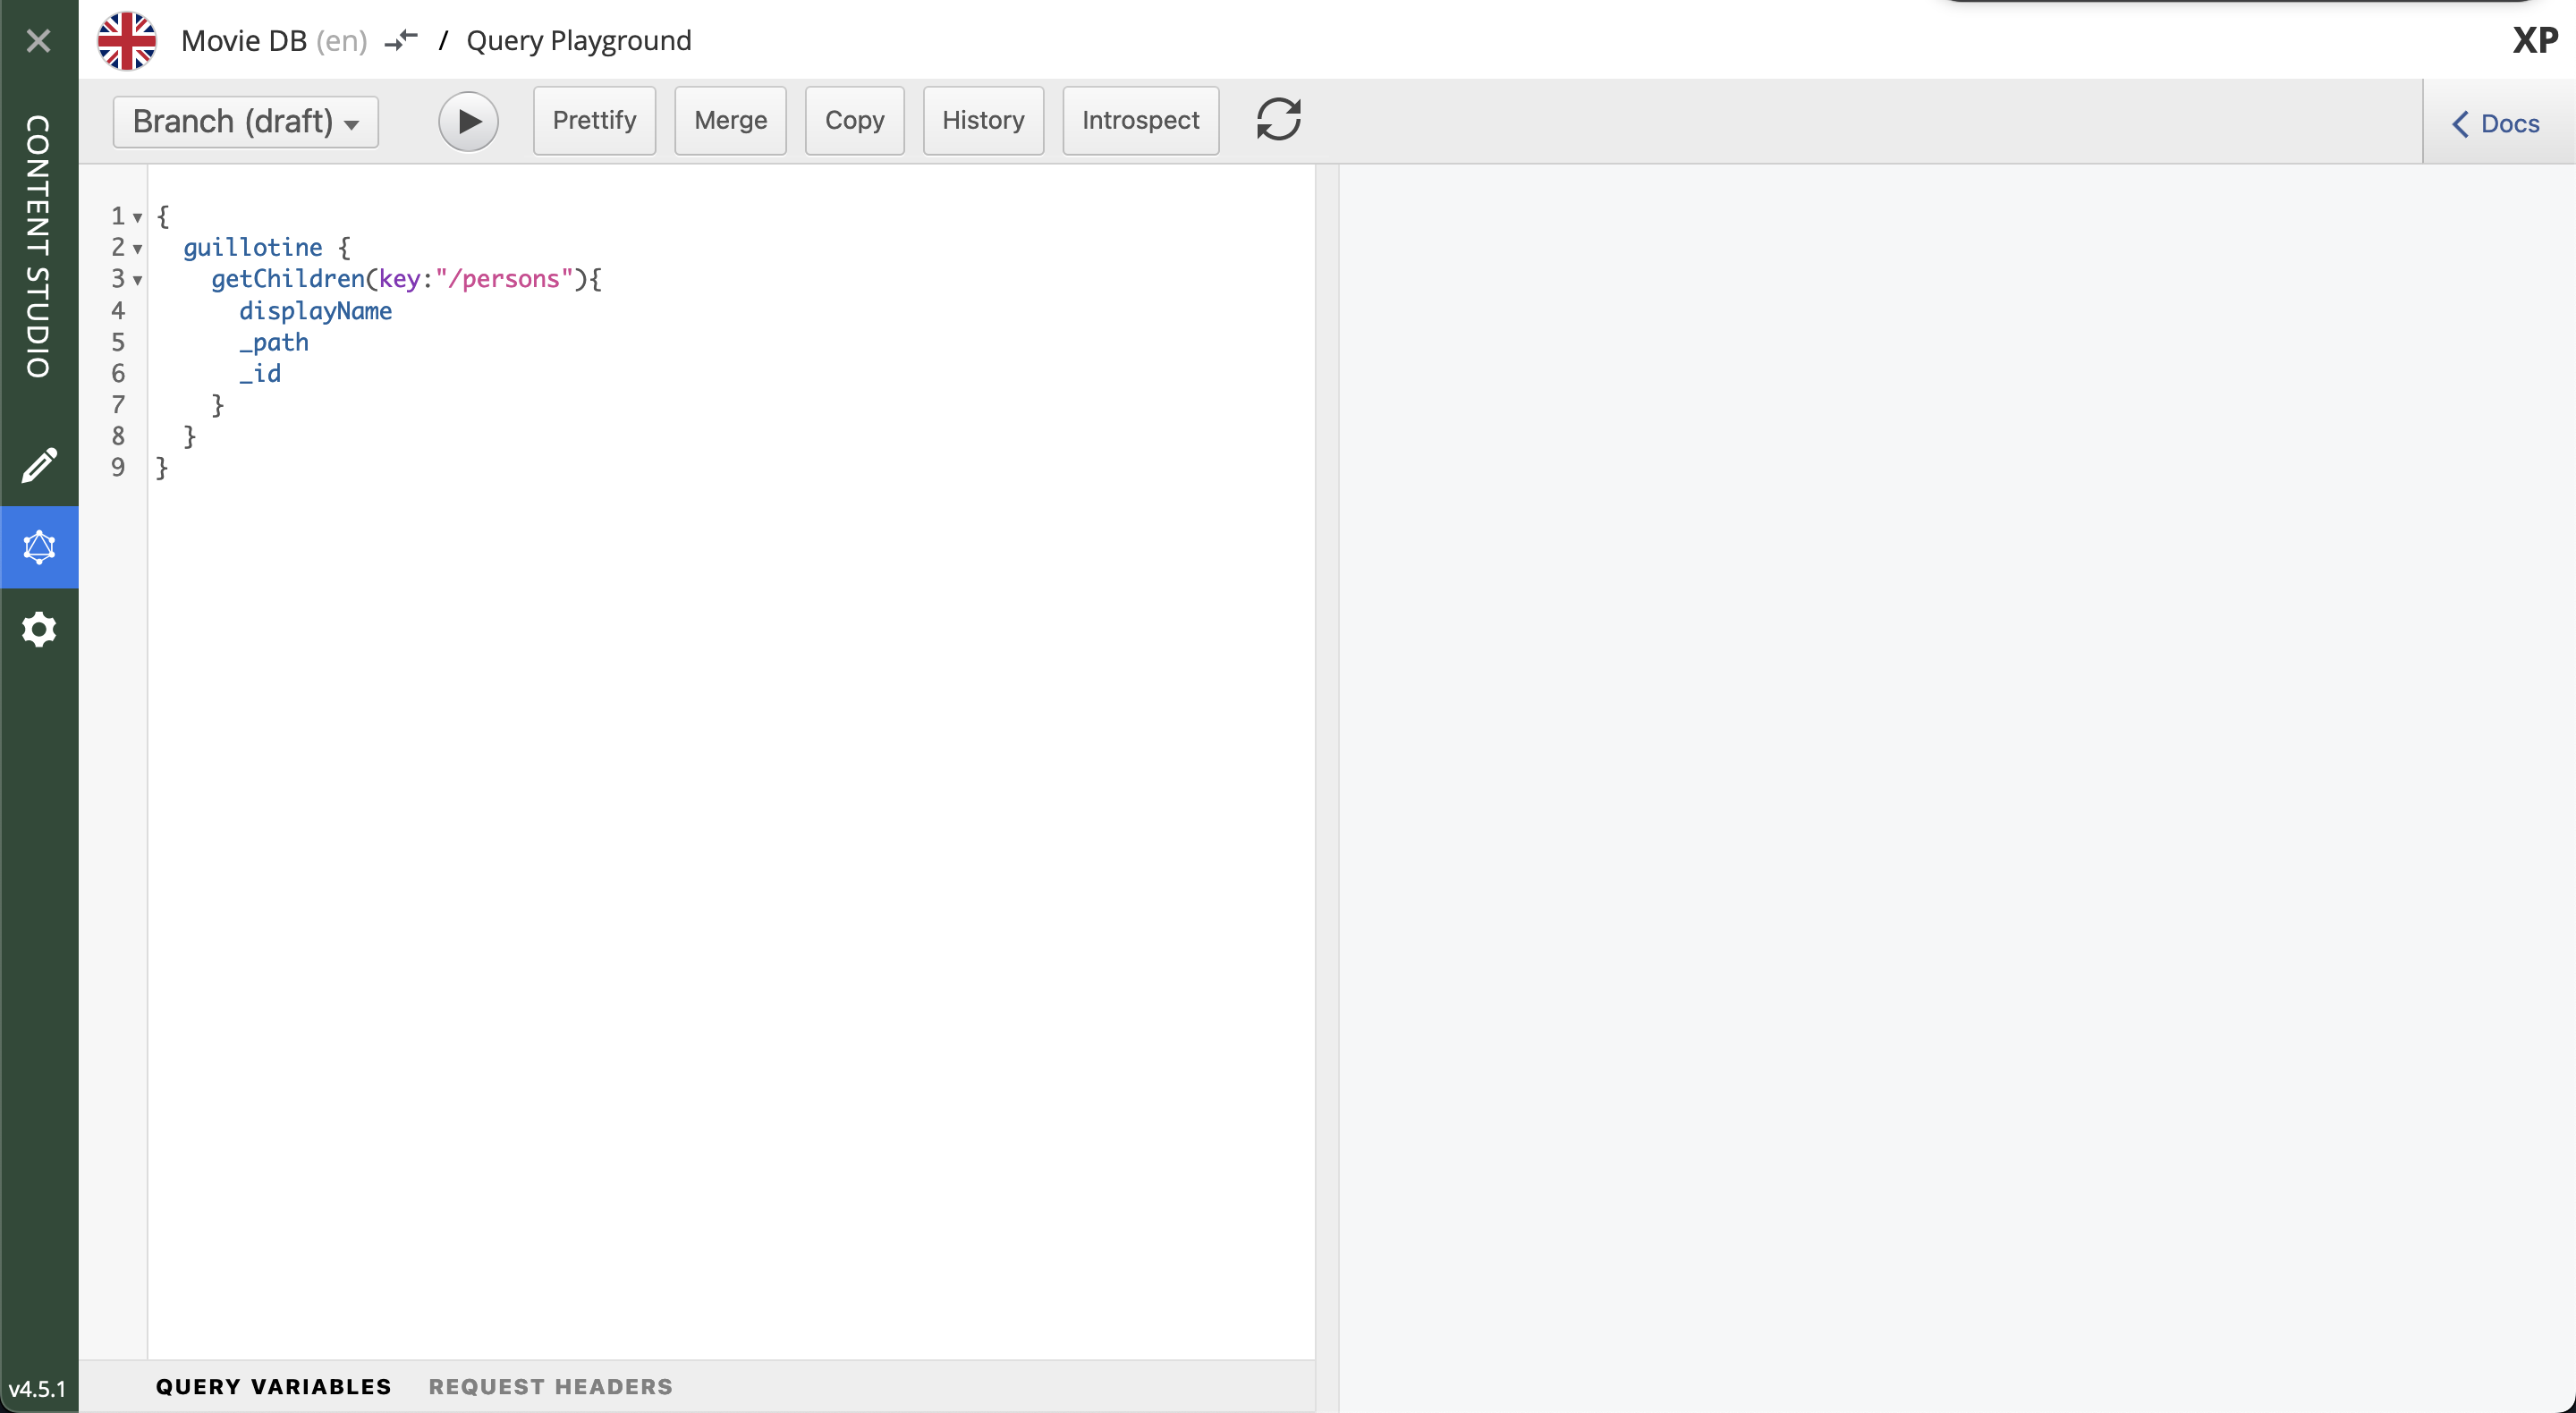 Movie DB (en) / Query Playground
XP
CONTENT STUDIO
Branch (draft) Prettify Merge Copy History Introspect Docs
1 {
2 guillotine {
3 getChildren(key:"/persons"){
4 displayName
5 _path
6 _id
7 }
8 }
9 }
v4.5.1
QUERY VARIABLES REQUEST HEADERS